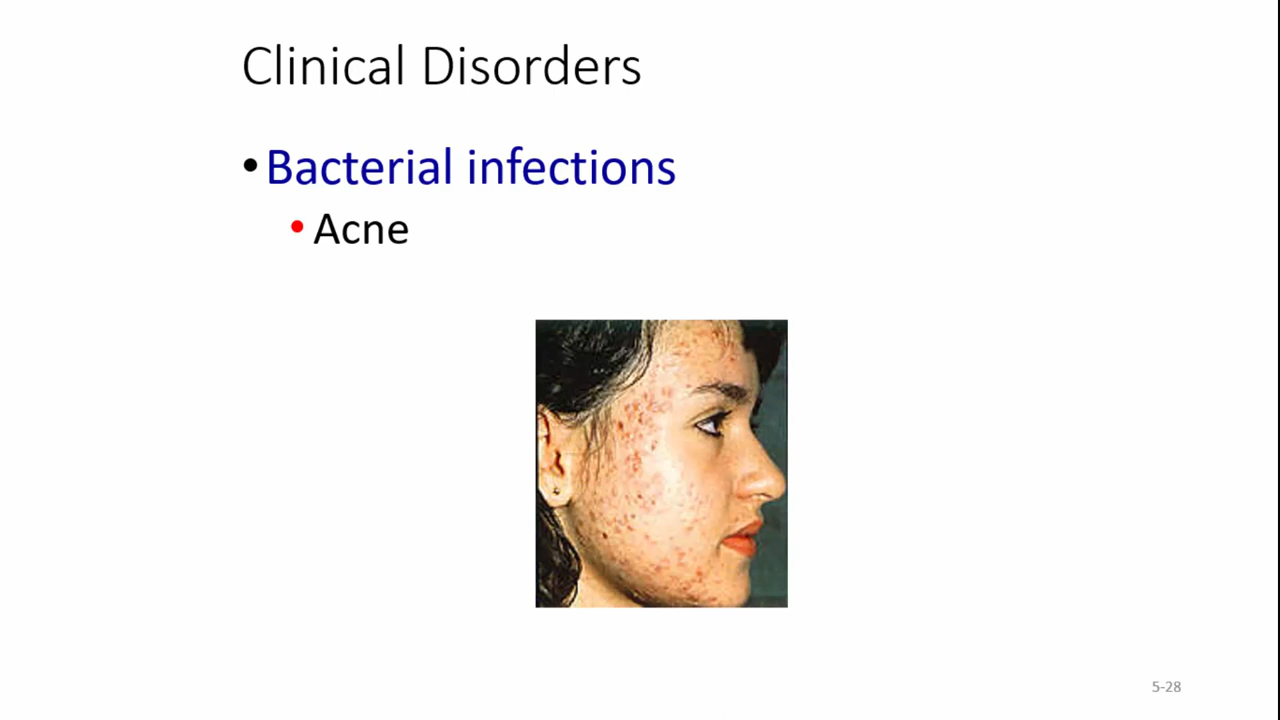 Clinical Disorders
• Bacterial infections
• Acne
5-28